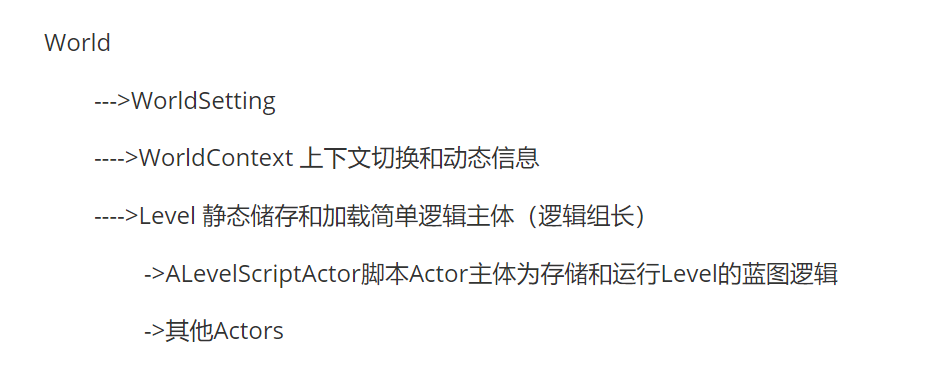 World
--->WorldSetting
---->WorldContext 上下文切换和动态信息
---->Level 静态储存和加载简单逻辑主体（逻辑组长）
->ALevelScriptActor脚本Actor主体为存储和运行Level的蓝图逻辑
->其他Actors